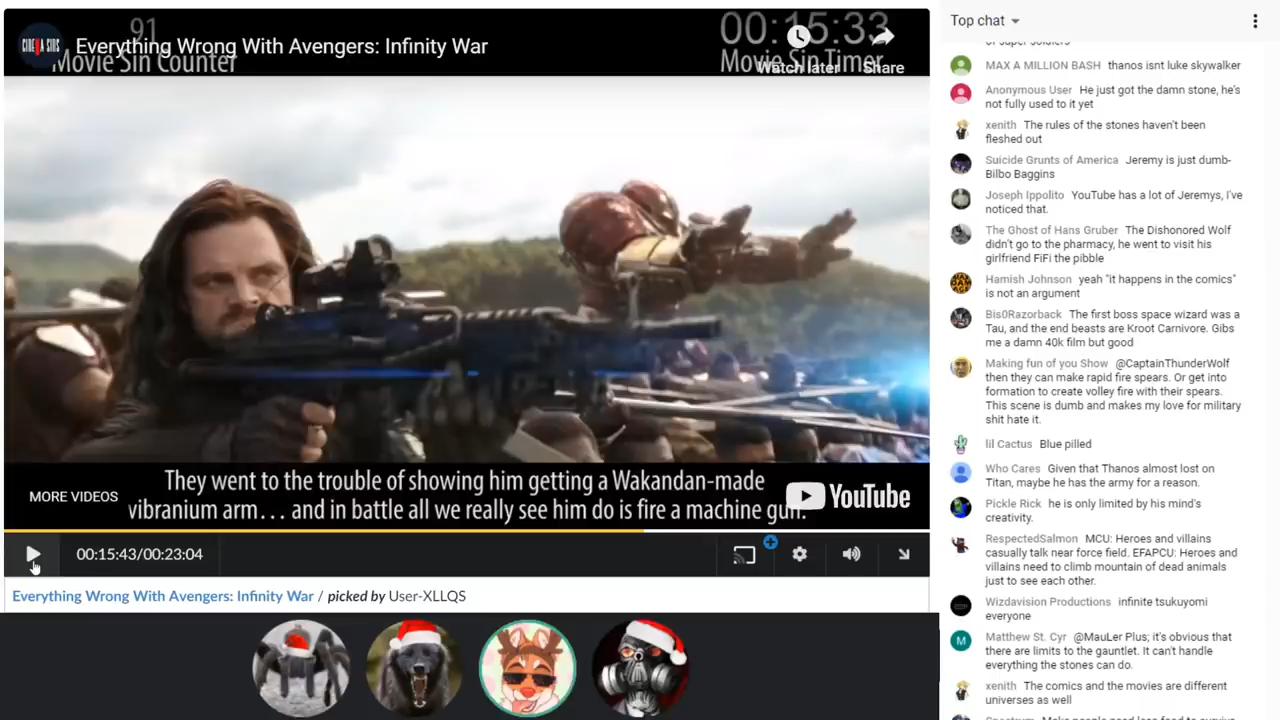 91
00:15:33
CINEMA SINS
Everything Wrong With Avengers: Infinity War
Movie Sin Counter
Movie Sin Timer
Watch later
Share
They went to the trouble of showing him getting a Wakandan-made
vibranium arm... and in battle all we really see him do is fire a machine gun.
MORE VIDEOS
YouTube
00:15:43/00:23:04
Everything Wrong With Avengers: Infinity War / picked by User-XLLQS
Top chat
of super soldiers
MAX A MILLION BASH thanos isnt luke skywalker
Anonymous User He just got the damn stone, he's
not fully used to it yet
xenith The rules of the stones haven't been
fleshed out
Suicide Grunts of America Jeremy is just dumb-
Bilbo Baggins
Joseph Ippolito YouTube has a lot of Jeremys, I've
noticed that.
The Ghost of Hans Gruber The Dishonored Wolf
didn't go to the pharmacy, he went to visit his
girlfriend FiFi the pibble
Hamish Johnson yeah "it happens in the comics"
is not an argument
Bis0Razorback The first boss space wizard was a
Tau, and the end beasts are Kroot Carnivore. Gibs
me a damn 40k film but good
Making fun of you Show @CaptainThunderWolf
then they can make rapid fire spears. Or get into
formation to create volley fire with their spears.
This scene is dumb and makes my love for military
shit hate it.
lil Cactus Blue pilled
Who Cares Given that Thanos almost lost on
Titan, maybe he has the army for a reason.
Pickle Rick he is only limited by his mind's
creativity.
RespectedSalmon MCU: Heroes and villains
casually talk near force field. EFAPCU: Heroes and
villains need to climb mountain of dead animals
just to see each other.
Wizdavision Productions infinite tsukuyomi
everyone
M
Matthew St. Cyr @MauLer Plus; it's obvious that
there are limits to the gauntlet. It can't handle
everything the stones can do.
xenith The comics and the movies are different
universes as well
Spectrum Make people need less food to survive